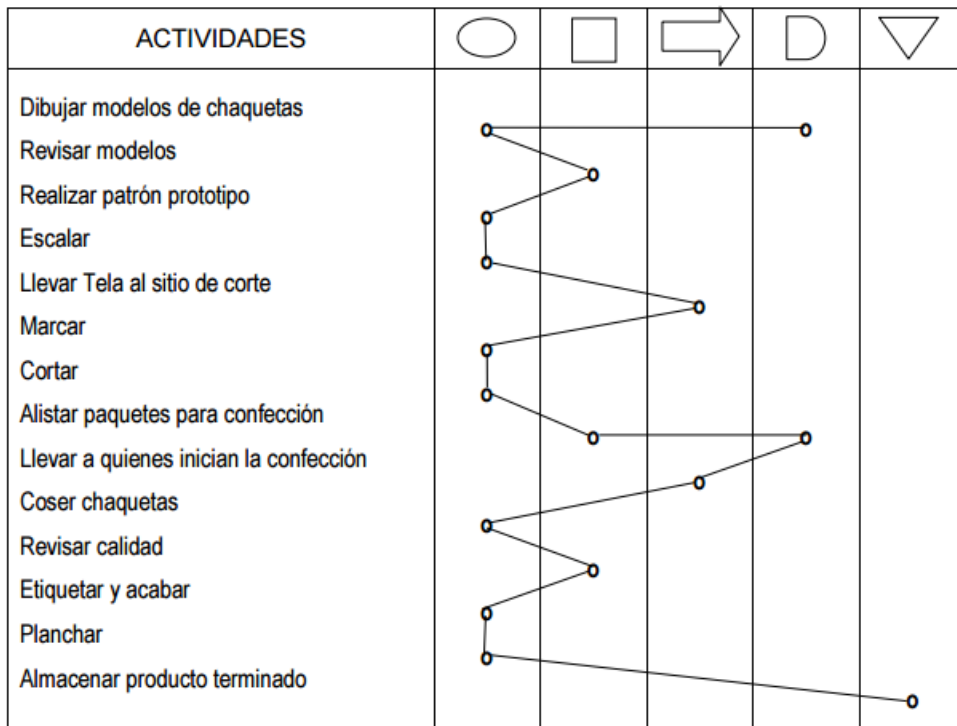 ACTIVIDADES
Dibujar modelos de chaquetas
Revisar modelos
Realizar patrón prototipo
Escalar
Llevar Tela al sitio de corte
Marcar
Cortar
Alistar paquetes para confección
Llevar a quienes inician la confección
Coser chaquetas
Revisar calidad
Etiquetar y acabar
Planchar
Almacenar producto terminado